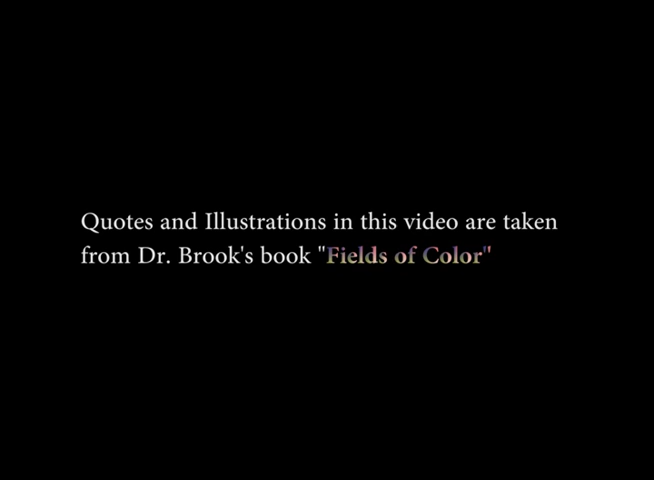 Quotes and Illustrations in this video are taken
from Dr. Brook's book "Fields of Color"